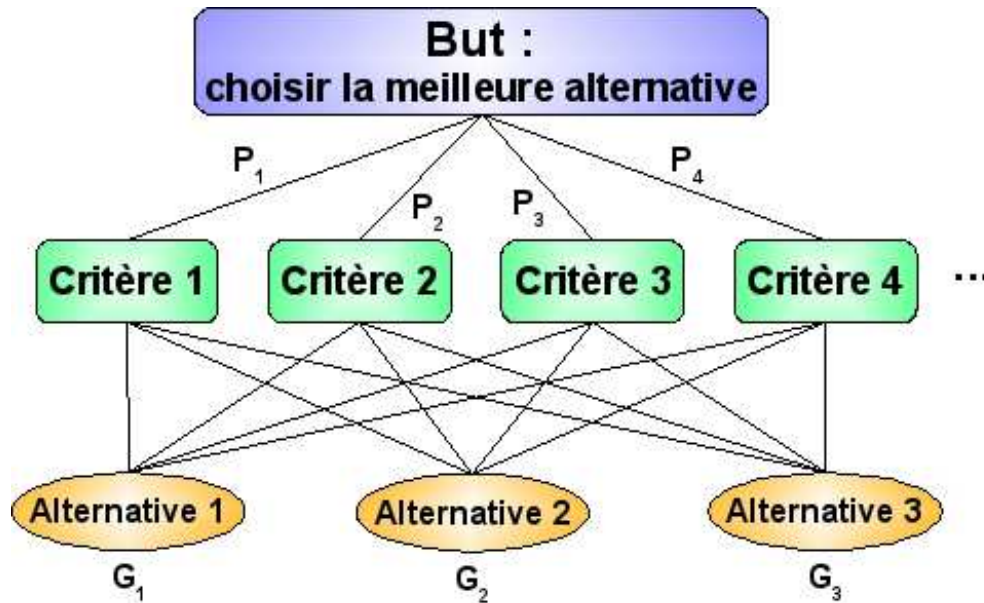 But :
choisir la meilleure alternative
P1
P2
P3
P4
Critère 1
Critère 2
Critère 3
Critère 4
...
Alternative 1
Alternative 2
Alternative 3
G1
G2
G3